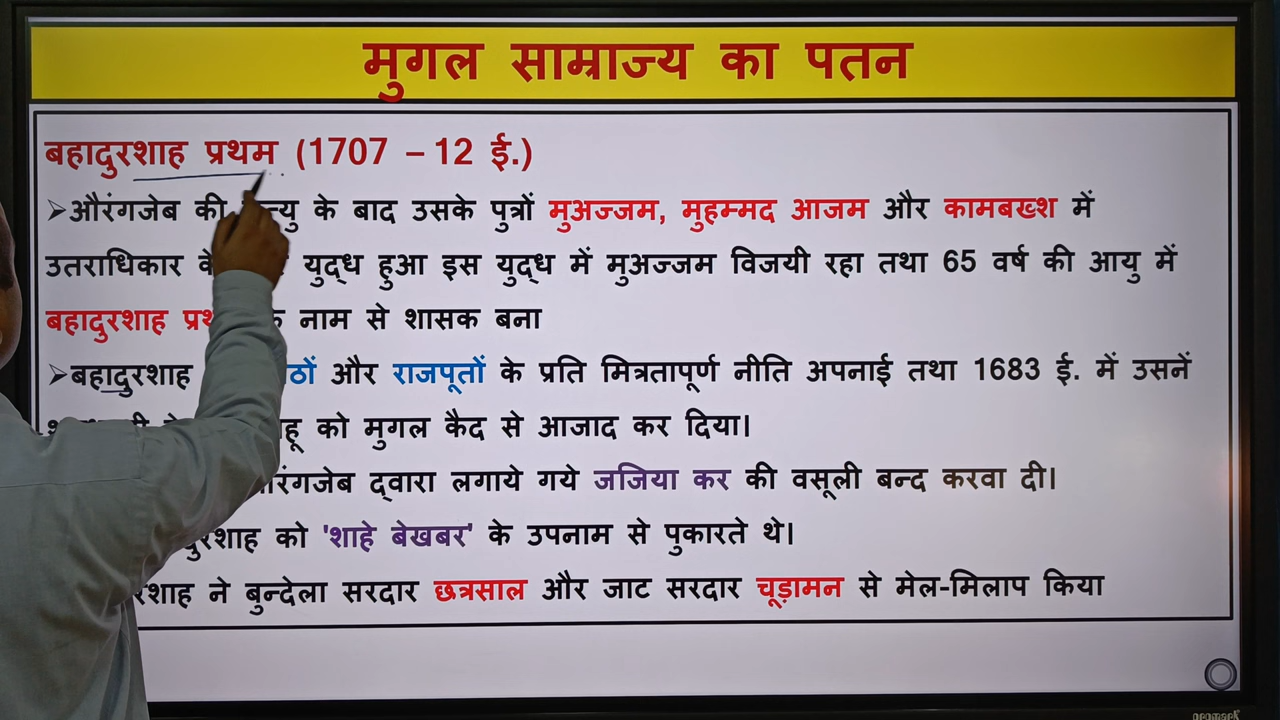 मुगल साम्राज्य का पतन
बहादुरशाह प्रथम (1707 – 12 ई.)
➢औरंगजेब की के बाद उसके पुत्रों मुअज्जम, मुहम्मद आजम और कामबख्श में
उतराधिकार युद्ध हुआ इस युद्ध में मुअज्जम विजयी रहा तथा 65 वर्ष की आयु में
बहादुरशाह नाम से शासक बना
➢बहादुरशाह और राजपूतों के प्रति मित्रतापूर्ण नीति अपनाई तथा 1683 ई. में उसनें
को मुगल कैद से आजाद कर दिया।
द्वारा लगाये गये जजिया कर की वसूली बन्द करवा दी।
को 'शाहे बेखबर' के उपनाम से पुकारते थे।
ने बुन्देला सरदार छत्रसाल और जाट सरदार चूड़ामन से मेल-मिलाप किया